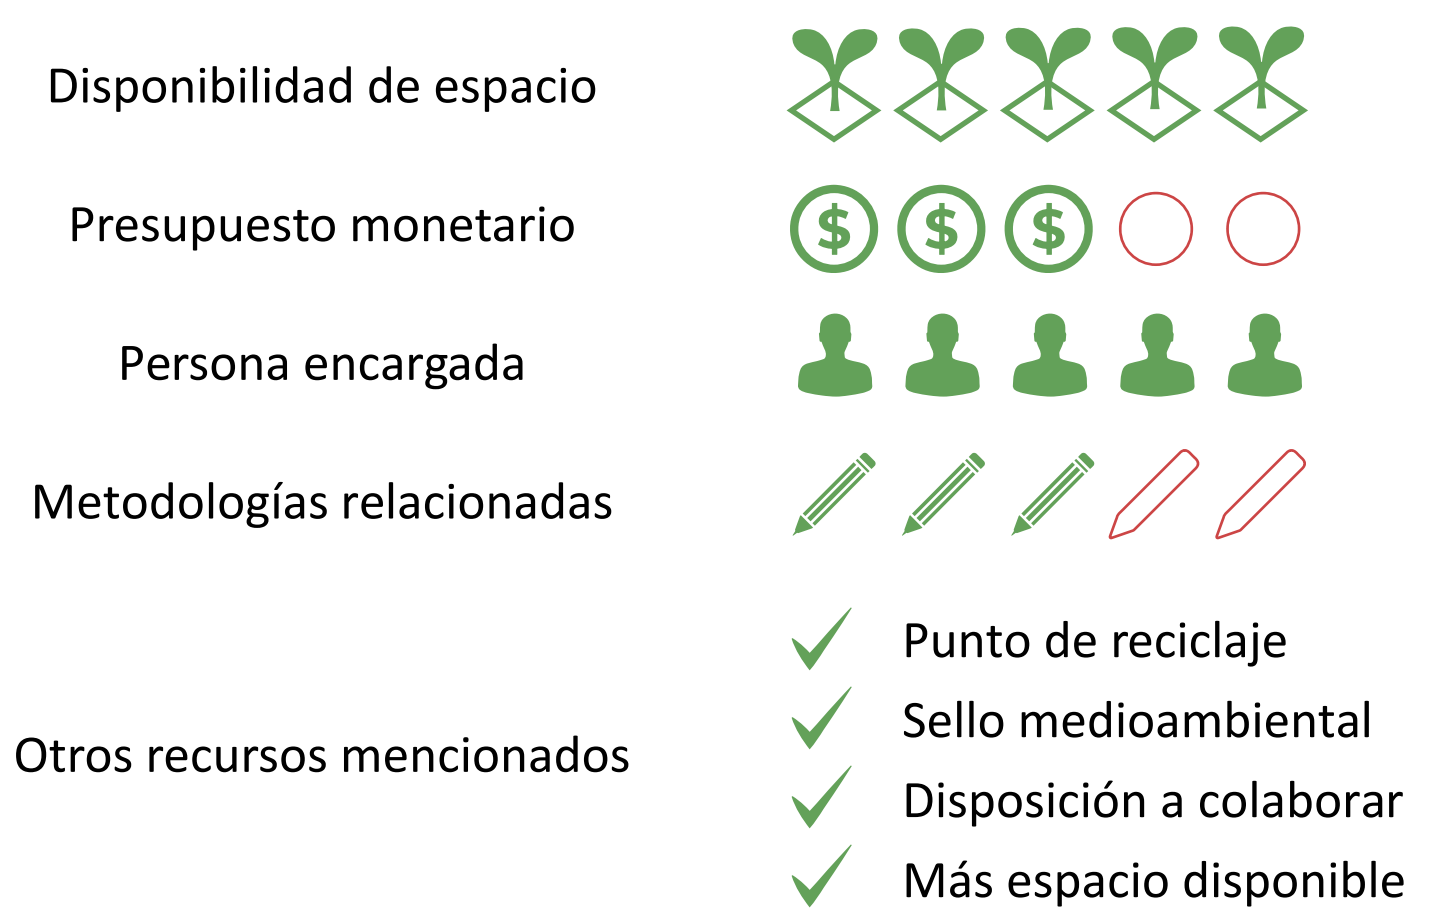 Disponibilidad de espacio
Presupuesto monetario
$ $ $
Persona encargada
Metodologías relacionadas
Otros recursos mencionados
Punto de reciclaje
Sello medioambiental
Disposición a colaborar
Más espacio disponible